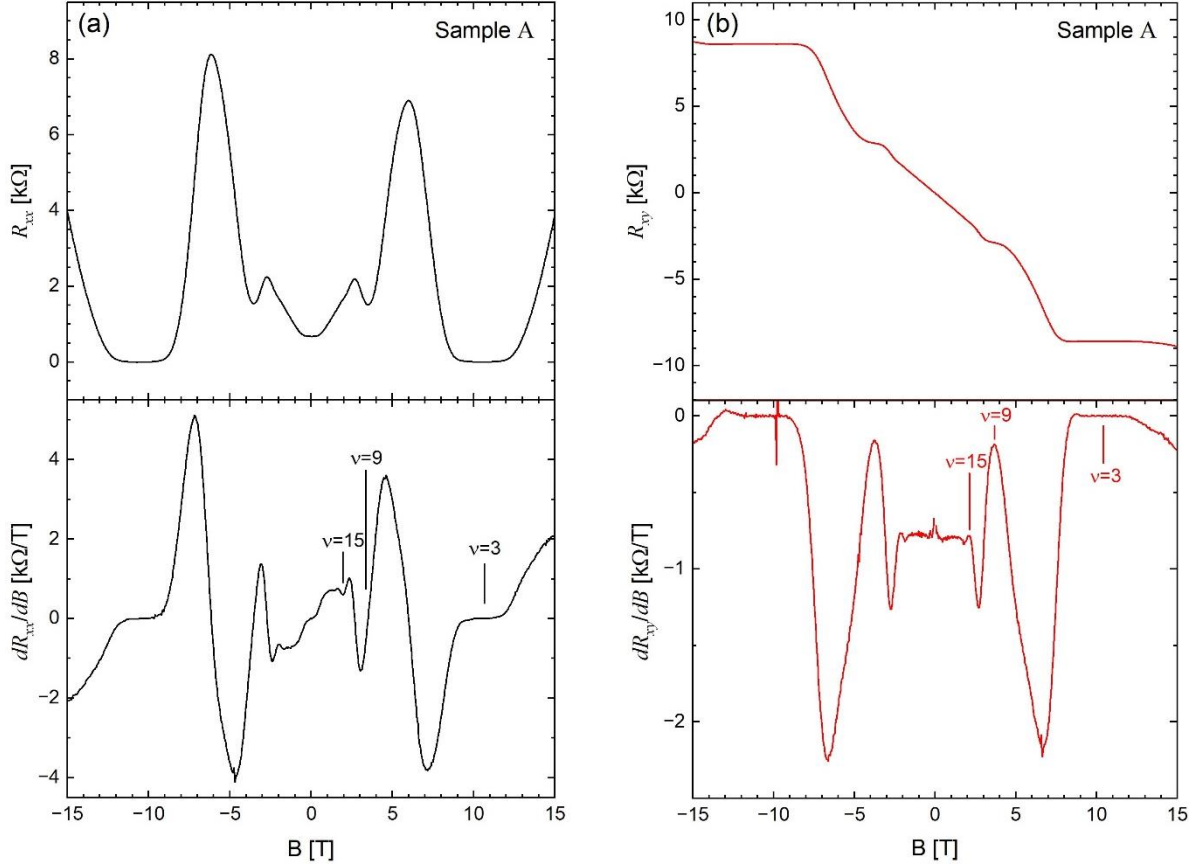 (a)
Sample A
8
6
4
2
0
R_xx [kΩ]
4
2
0
−2
−4
dR_xx/dB [kΩ/T]
ν=15
ν=9
ν=3
−15 −10 −5 0 5 10 15
B [T]
(b)
Sample A
10
5
0
−5
−10
R_xy [kΩ]
0
−1
−2
dR_xy/dB [kΩ/T]
ν=9
ν=15
ν=3
−15 −10 −5 0 5 10 15
B [T]